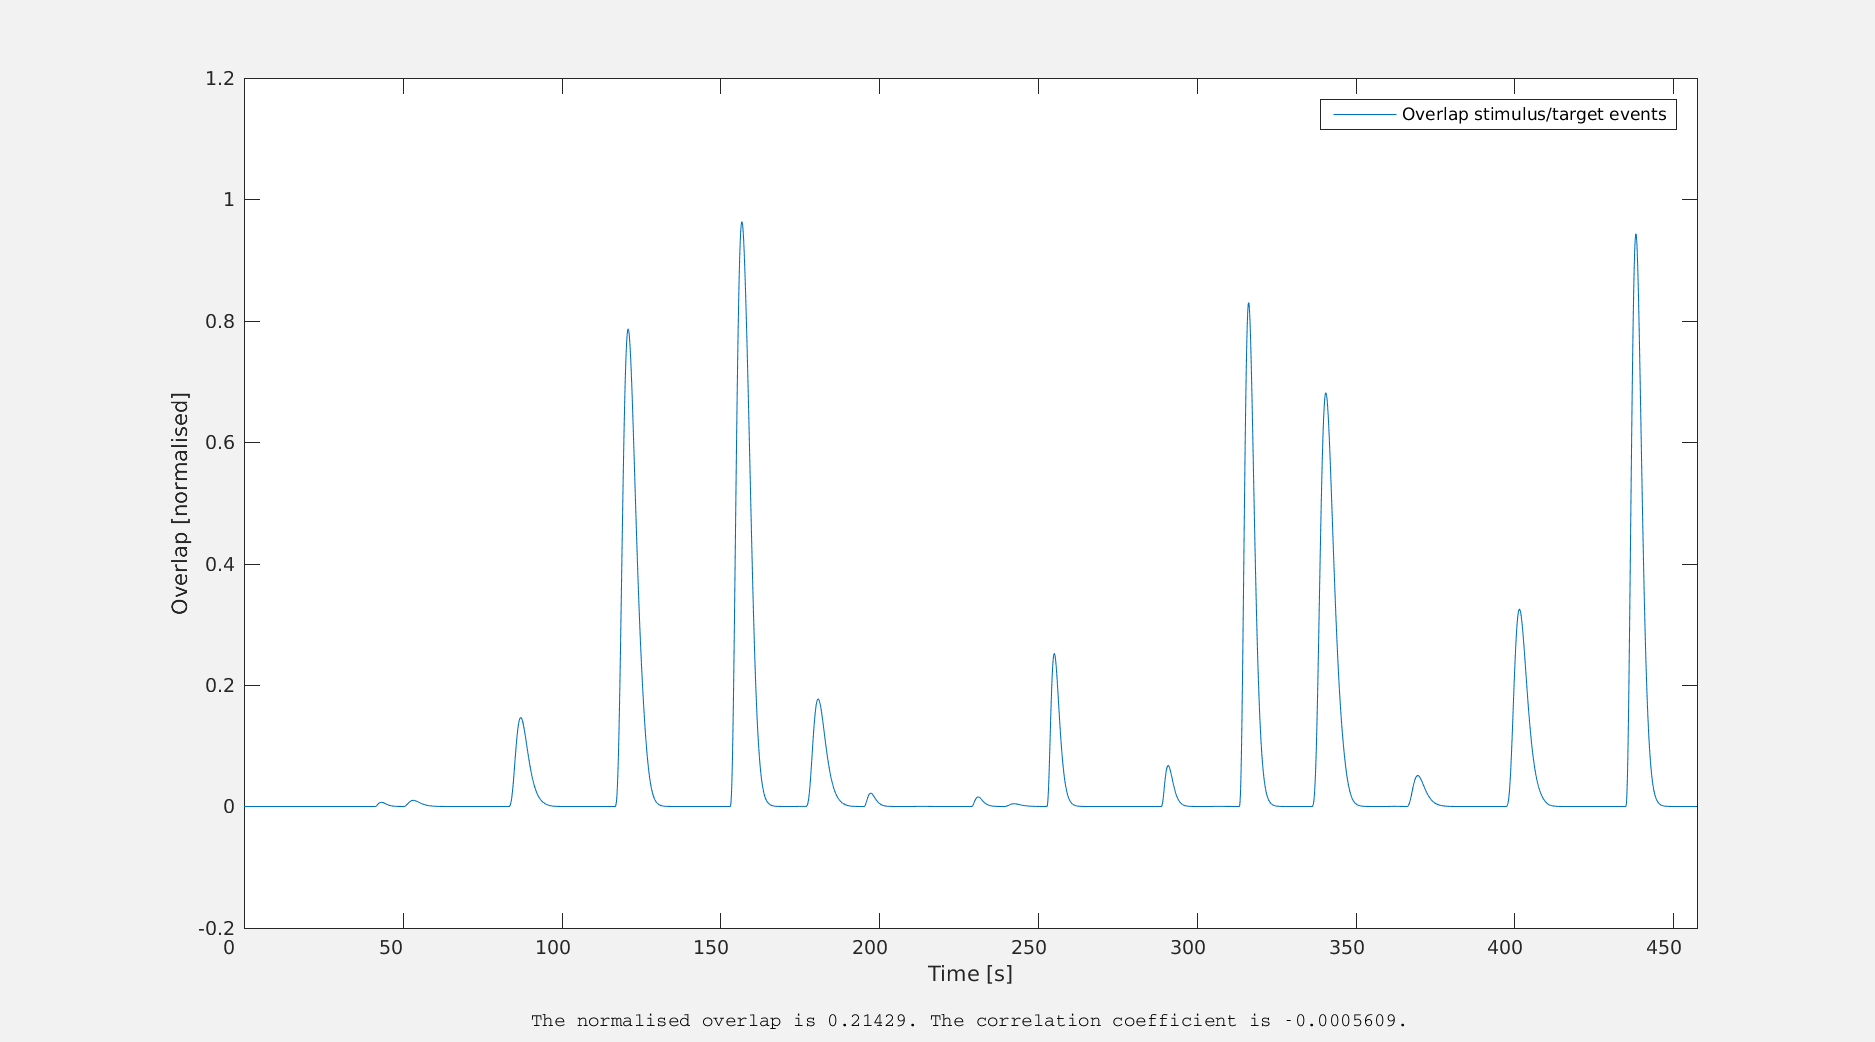 1.2
Overlap stimulus/target events
1
0.8
0.6
0.4
0.2
0
-0.2
Overlap [normalised]
0 50 100 150 200 250 300 350 400 450
Time [s]
The normalised overlap is 0.21429. The correlation coefficient is -0.0005609.